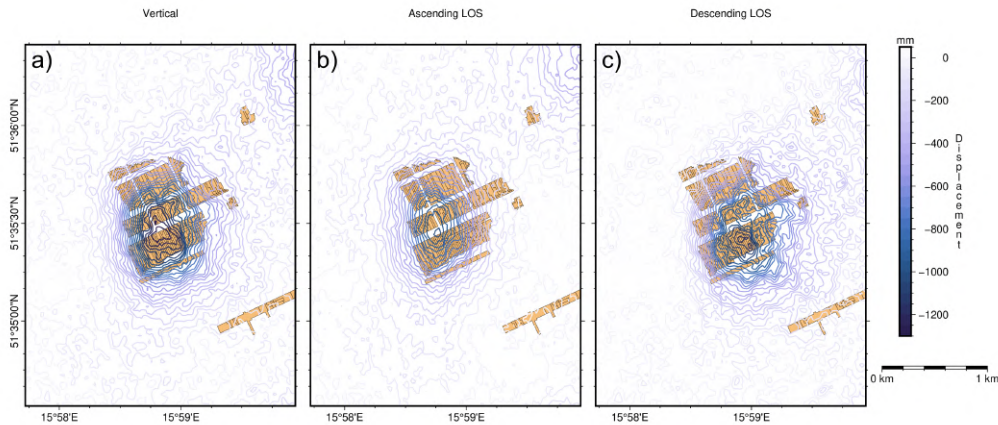 Vertical
Ascending LOS
Descending LOS
a)
b)
c)
mm
0
−200
−400
−600
−800
−1000
−1200
Displacement
51°36'00"N
51°35'30"N
51°35'00"N
15°58'E
15°59'E
15°58'E
15°59'E
15°58'E
15°59'E
0 km
1 km